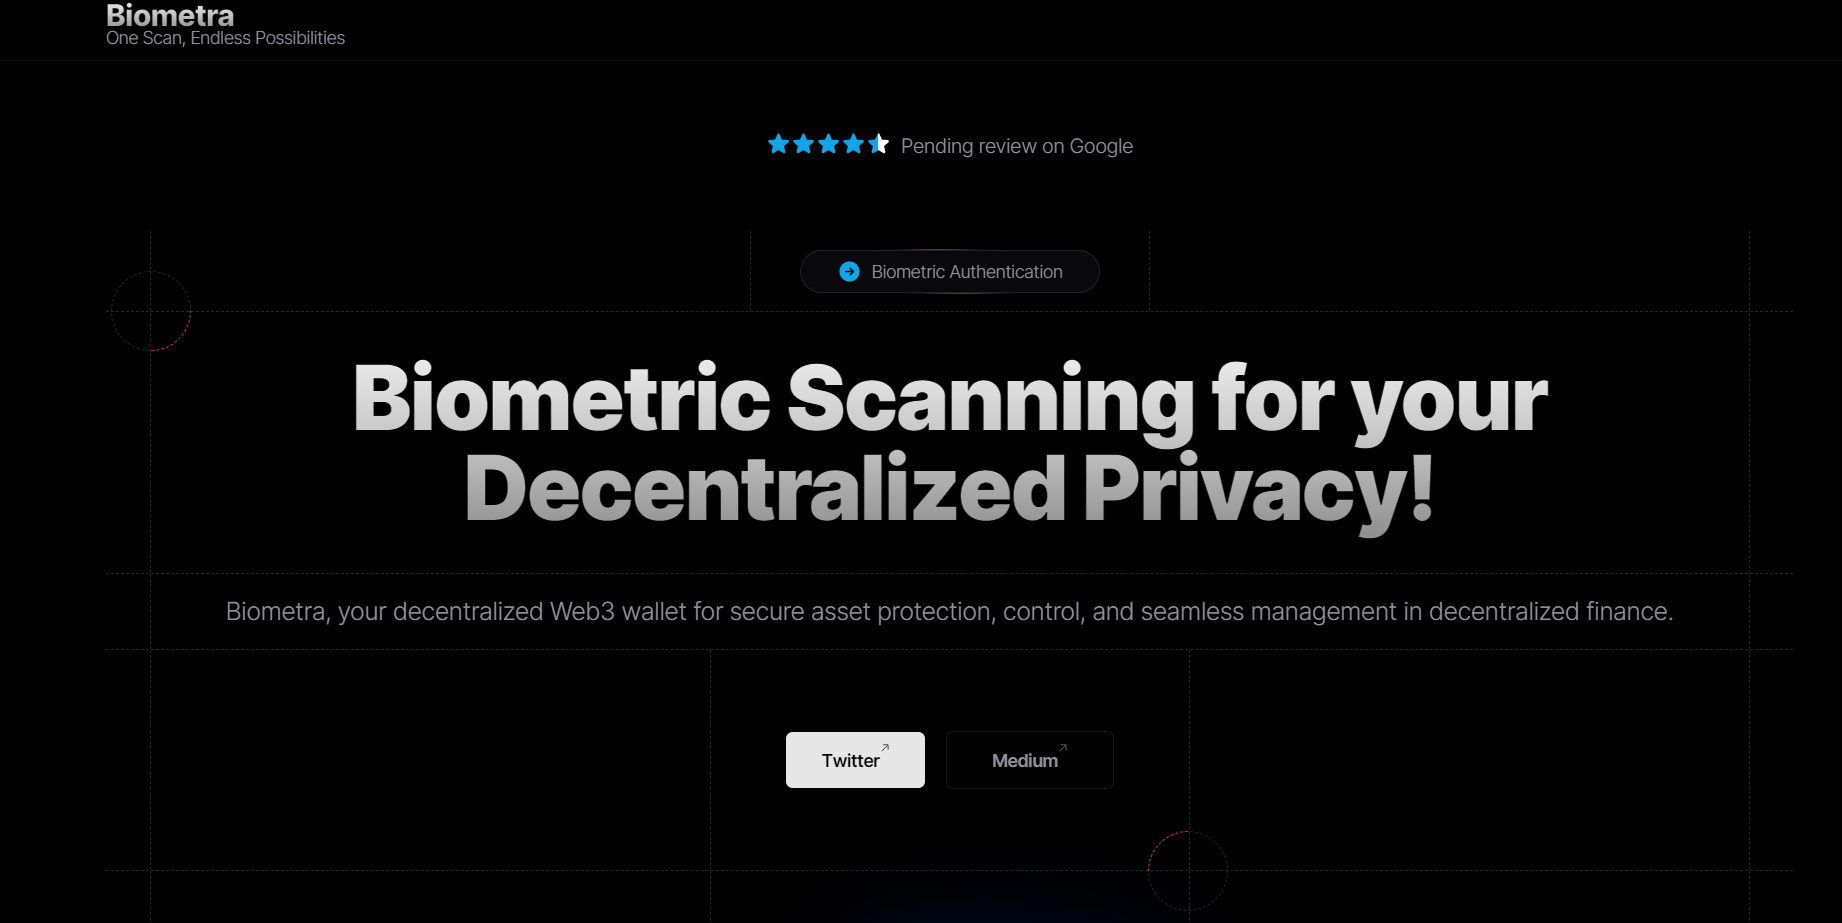 Biometra
One Scan, Endless Possibilities
Pending review on Google
Biometric Authentication
Biometric Scanning for your
Decentralized Privacy!
Biometra, your decentralized Web3 wallet for secure asset protection, control, and seamless management in decentralized finance.
Twitter
Medium